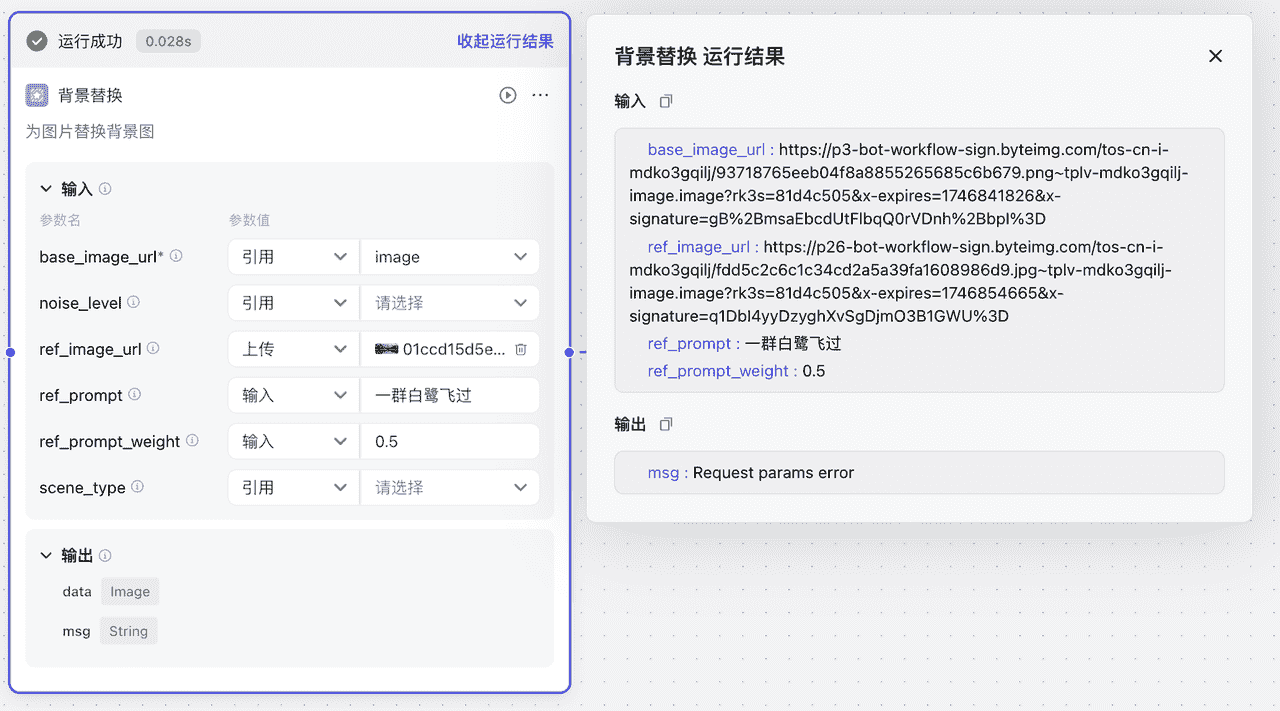 运行成功 0.028s 收起运行结果
背景替换
为图片替换背景图
输入
参数名 参数值
base_image_url* 引用 image
noise_level 引用 请选择
ref_image_url 上传 01ccd15d5e...
ref_prompt 输入 一群白鹭飞过
ref_prompt_weight 输入 0.5
scene_type 引用 请选择
输出
data Image
msg String
背景替换 运行结果
输入
base_image_url : https://p3-bot-workflow-sign.byteimg.com/tos-cn-i-
mdko3gqilj/93718765eeb04f8a8855265685c6b679.png~tplv-mdko3gqilj-
image.image?rk3s=81d4c505&x-expires=1746841826&x-
signature=gB%2BmsaEbcdUtFlbqQ0rVDnh%2BbpI%3D
ref_image_url : https://p26-bot-workflow-sign.byteimg.com/tos-cn-i-
mdko3gqilj/fdd5c2c6c1c34cd2a5a39fa1608986d9.jpg~tplv-mdko3gqilj-
image.image?rk3s=81d4c505&x-expires=1746854665&x-
signature=q1DbI4yyDzyghXvSgDjmO3B1GWU%3D
ref_prompt : 一群白鹭飞过
ref_prompt_weight : 0.5
输出
msg : Request params error